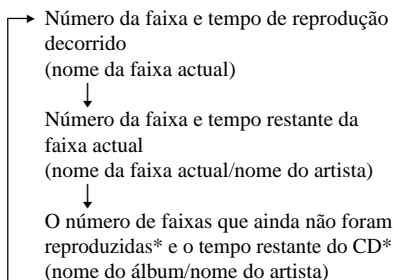 Número da faixa e tempo de reprodução
decorrido
(nome da faixa actual)
Número da faixa e tempo restante da
faixa actual
(nome da faixa actual/nome do artista)
O número de faixas que ainda não foram
reproduzidas* e o tempo restante do CD*
(nome do álbum/nome do artista)